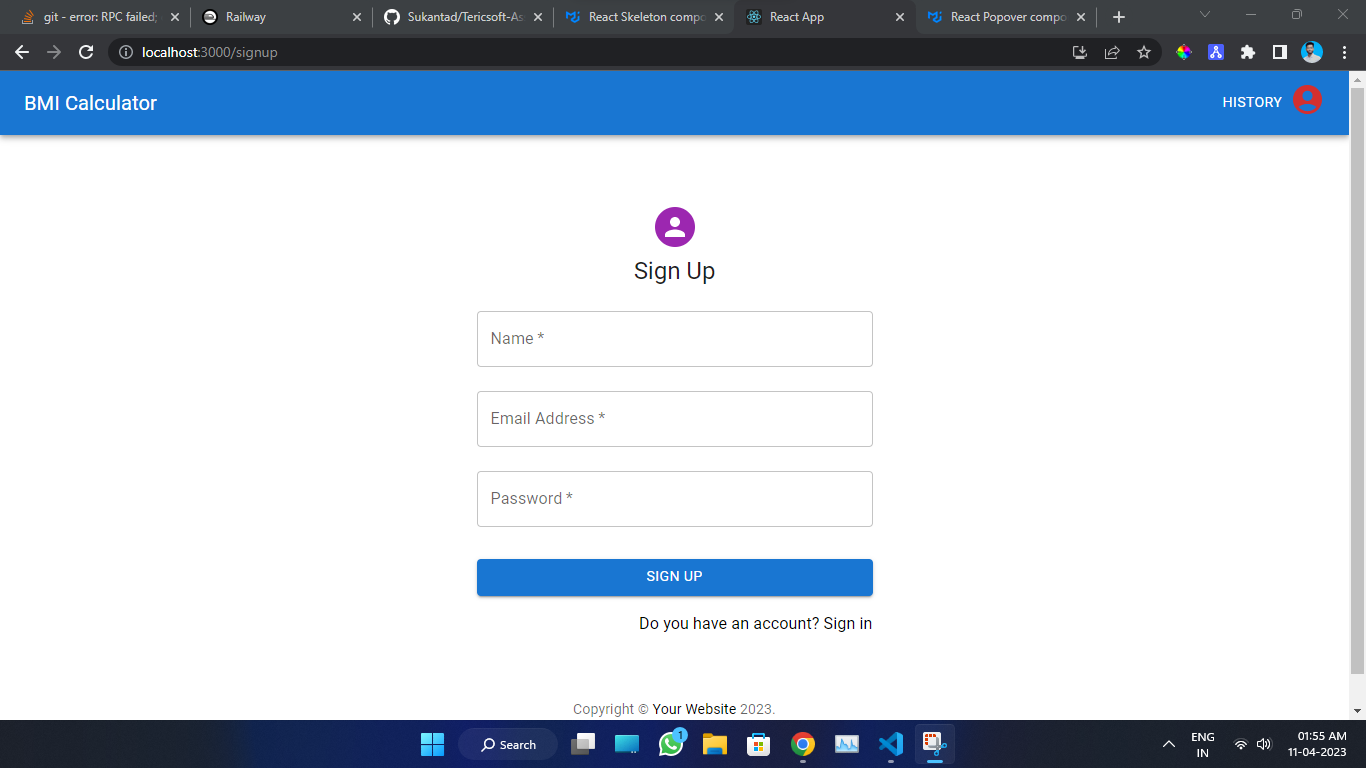 git - error: RPC failed;
Railway
Sukantad/Tericsoft-As
React Skeleton compo
React App
React Popover compo
localhost:3000/signup
BMI Calculator
HISTORY
Sign Up
Name *
Email Address *
Password *
SIGN UP
Do you have an account? Sign in
Copyright © Your Website 2023.
Search
1
ENG
IN
01:55 AM
11-04-2023